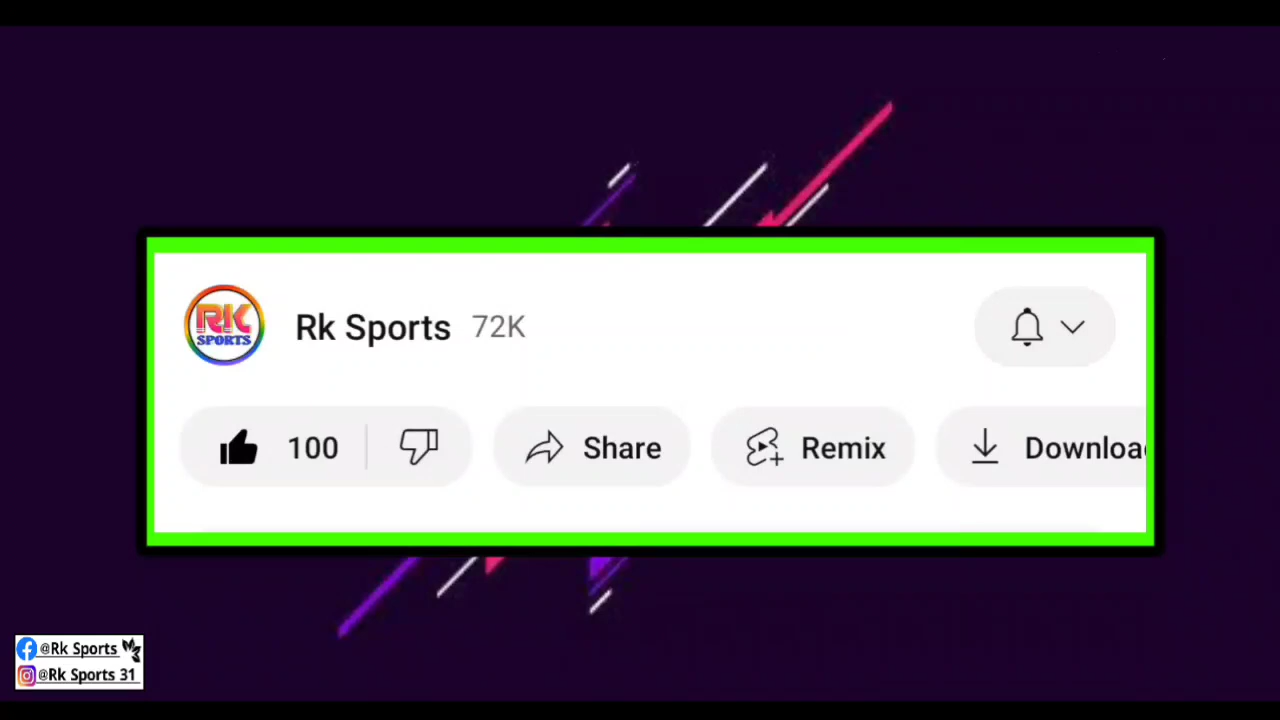 RK
SPORTS
Rk Sports 72K
100 Share Remix Downloa
@Rk Sports
@Rk Sports 31